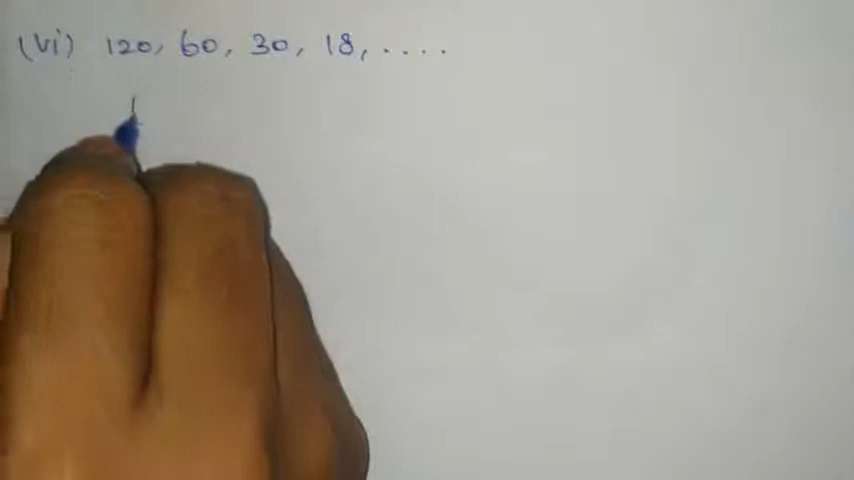 (vi) 120, 60, 30, 18, ....